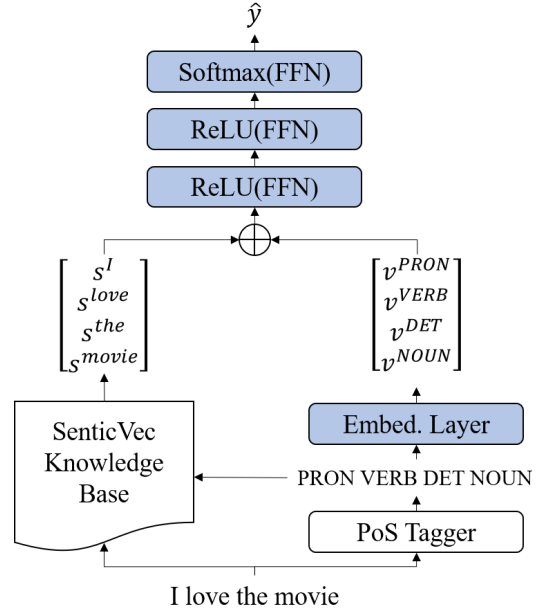 ŷ
Softmax(FFN)
ReLU(FFN)
ReLU(FFN)
s^I
s^love
s^the
s^movie
v^PRON
v^VERB
v^DET
v^NOUN
SenticVec
Knowledge
Base
Embed. Layer
PRON VERB DET NOUN
PoS Tagger
I love the movie